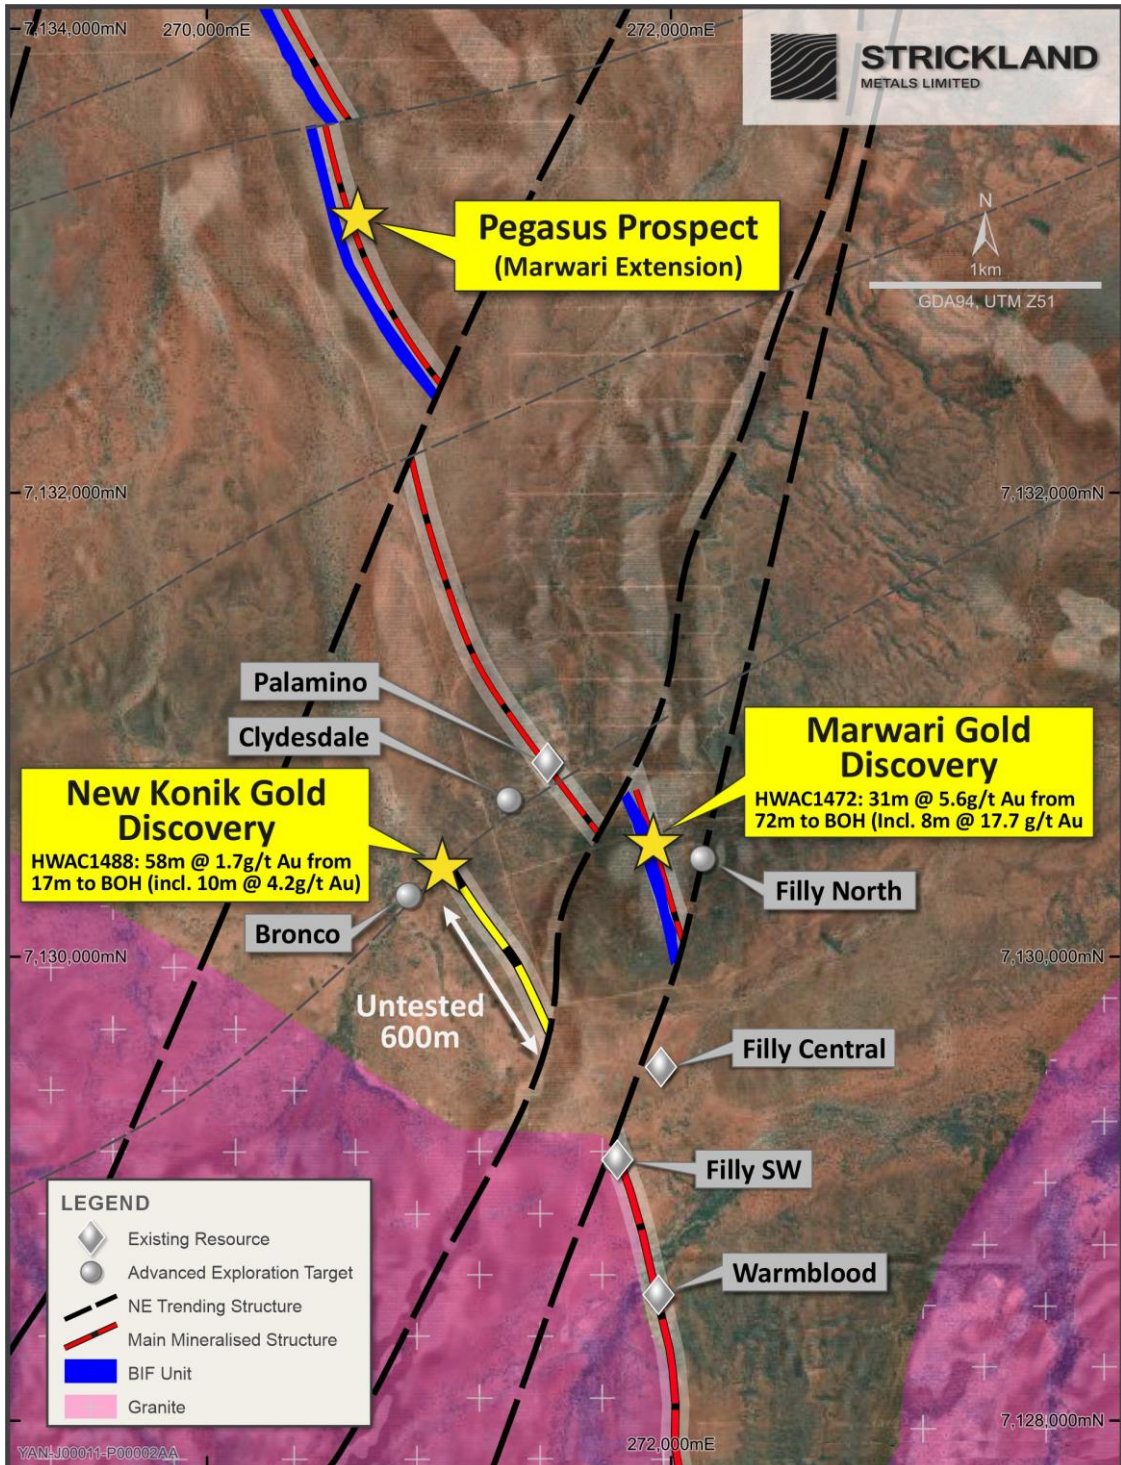 7,134,000mN
270,000mE
272,000mE
STRICKLAND
METALS LIMITED
Pegasus Prospect
(Marwari Extension)
N
1km
GDA94, UTM Z51
7,132,000mN
7,132,000mN
Palamino
Clydesdale
Marwari Gold
Discovery
HWAC1472: 31m @ 5.6g/t Au from
72m to BOH (Incl. 8m @ 17.7 g/t Au
New Konik Gold
Discovery
HWAC1488: 58m @ 1.7g/t Au from
17m to BOH (incl. 10m @ 4.2g/t Au)
Filly North
Bronco
7,130,000mN
7,130,000mN
Untested
600m
Filly Central
Filly SW
Warmblood
LEGEND
Existing Resource
Advanced Exploration Target
NE Trending Structure
Main Mineralised Structure
BIF Unit
Granite
7,128,000mN
272,000mE
YAN-J00011-P00002AA